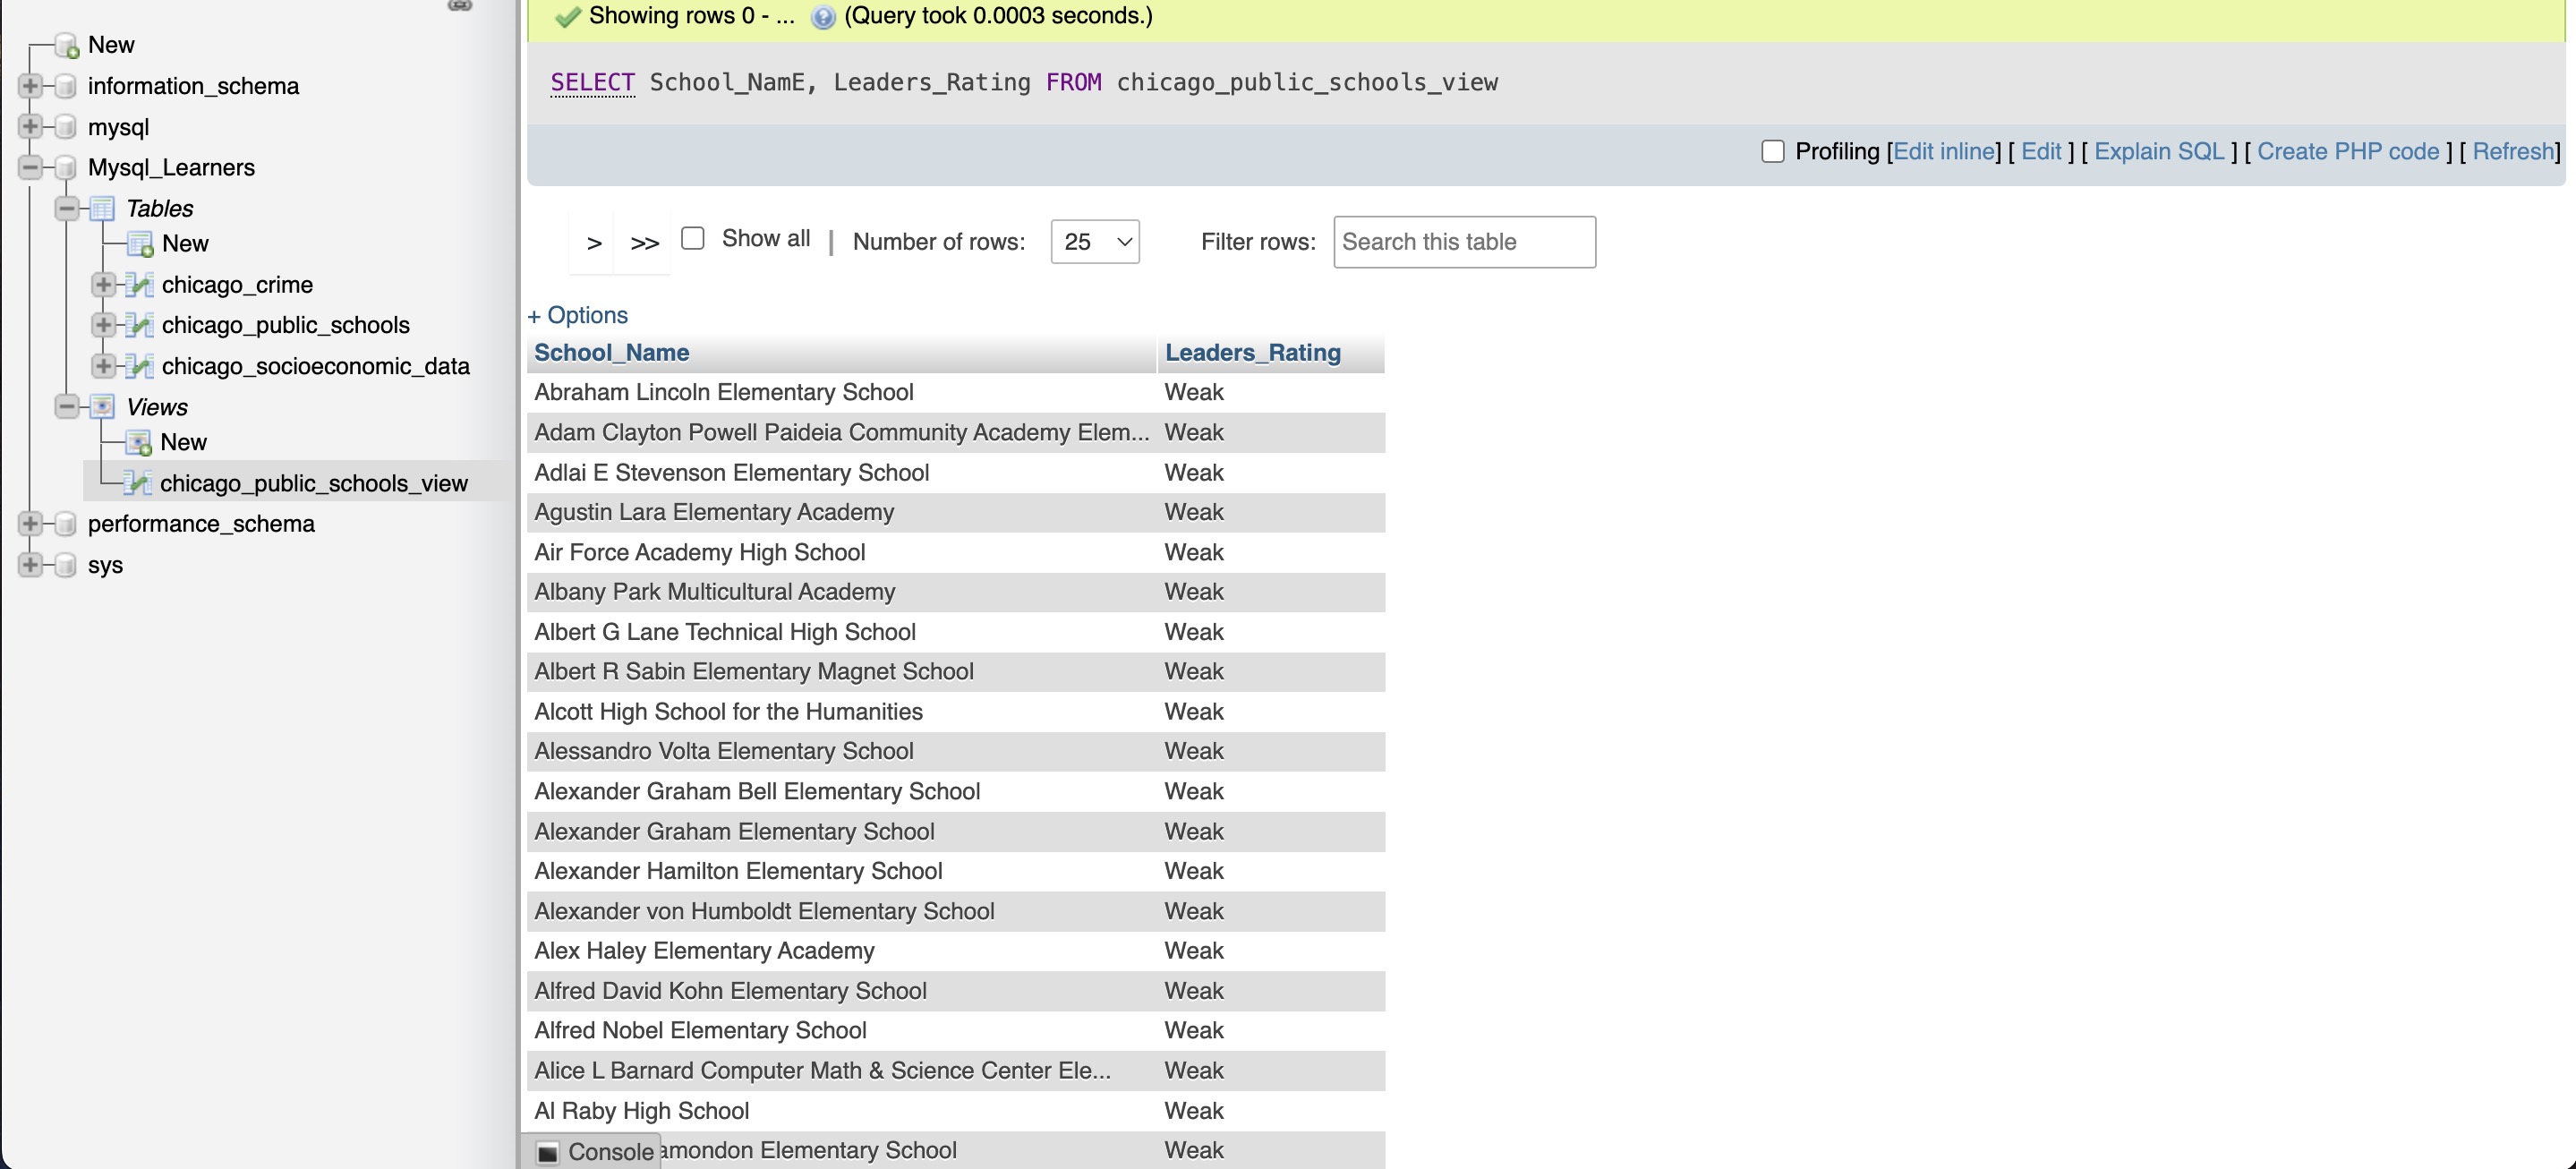 New
information_schema
mysql
Mysql_Learners
Tables
New
chicago_crime
chicago_public_schools
chicago_socioeconomic_data
Views
New
chicago_public_schools_view
performance_schema
sys
Showing rows 0 - ... (Query took 0.0003 seconds.)
SELECT School_NamE, Leaders_Rating FROM chicago_public_schools_view
Profiling [Edit inline] [ Edit ] [ Explain SQL ] [ Create PHP code ] [ Refresh]
> >> Show all | Number of rows: 25 Filter rows: Search this table
+ Options
School_Name Leaders_Rating
Abraham Lincoln Elementary School Weak
Adam Clayton Powell Paideia Community Academy Elem... Weak
Adlai E Stevenson Elementary School Weak
Agustin Lara Elementary Academy Weak
Air Force Academy High School Weak
Albany Park Multicultural Academy Weak
Albert G Lane Technical High School Weak
Albert R Sabin Elementary Magnet School Weak
Alcott High School for the Humanities Weak
Alessandro Volta Elementary School Weak
Alexander Graham Bell Elementary School Weak
Alexander Graham Elementary School Weak
Alexander Hamilton Elementary School Weak
Alexander von Humboldt Elementary School Weak
Alex Haley Elementary Academy Weak
Alfred David Kohn Elementary School Weak
Alfred Nobel Elementary School Weak
Alice L Barnard Computer Math & Science Center Ele... Weak
Al Raby High School Weak
Console amondon Elementary School Weak